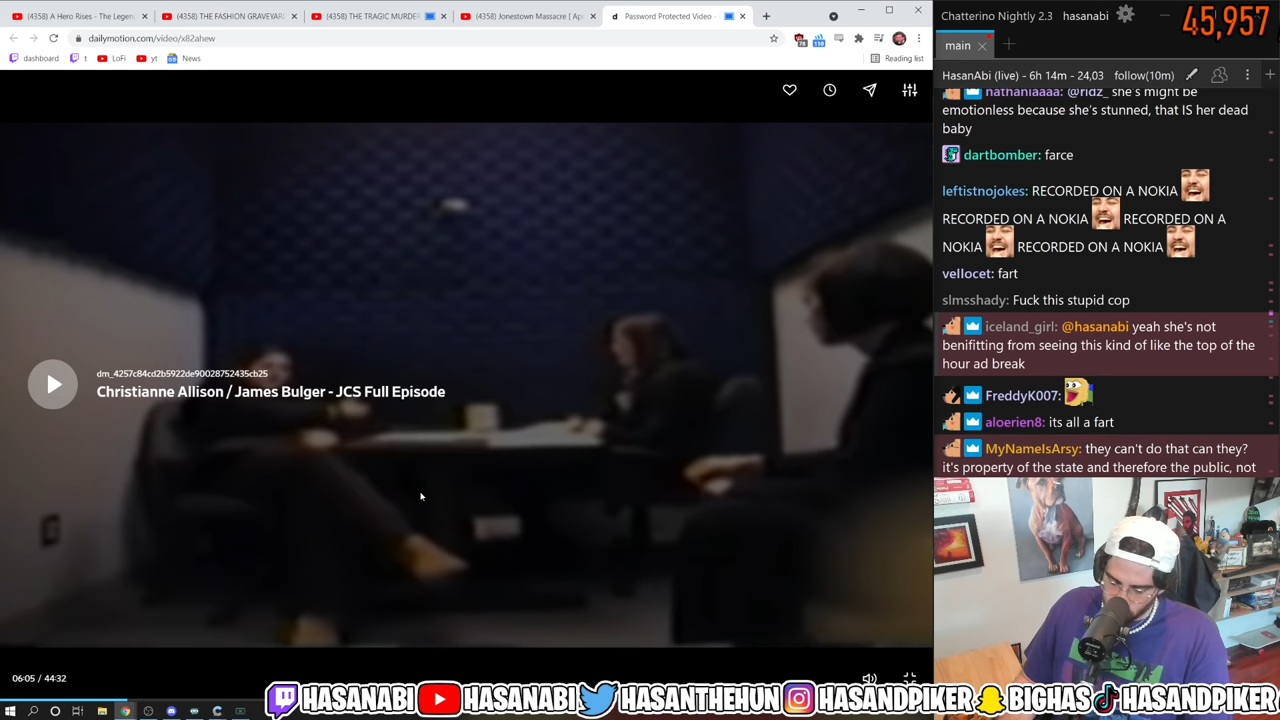 (4358) A Hero Rises - The Legen
(4358) THE FASHION GRAVEYAR
(4358) THE TRAGIC MURDER
(4358) Jonestown Massacre [ Ap
Password Protected Video -
dailymotion.com/video/x82ahew
dashboard
t
LoFi
yt
News
Reading list
dm_4257c84cd2b5922de90028752435cb25
Christianne Allison / James Bulger - JCS Full Episode
06:05 / 44:32
Chatterino Nightly 2.3
hasanabi
45,957
main
HasanAbi (live) - 6h 14m - 24,03
follow(10m)
nathaniaaaa: @ridz_ she's might be
emotionless because she's stunned, that IS her dead
baby
dartbomber: farce
leftistnojokes: RECORDED ON A NOKIA
RECORDED ON A NOKIA RECORDED ON A
NOKIA RECORDED ON A NOKIA
vellocet: fart
slmsshady: Fuck this stupid cop
iceland_girl: @hasanabi yeah she's not
benifitting from seeing this kind of like the top of the
hour ad break
FreddyK007:
aloerien8: its all a fart
MyNameIsArsy: they can't do that can they?
it's property of the state and therefore the public, not
HASANABI HASANABI HASANTHEHUN HASANDPIKER BIGHAS HASANDPIKER